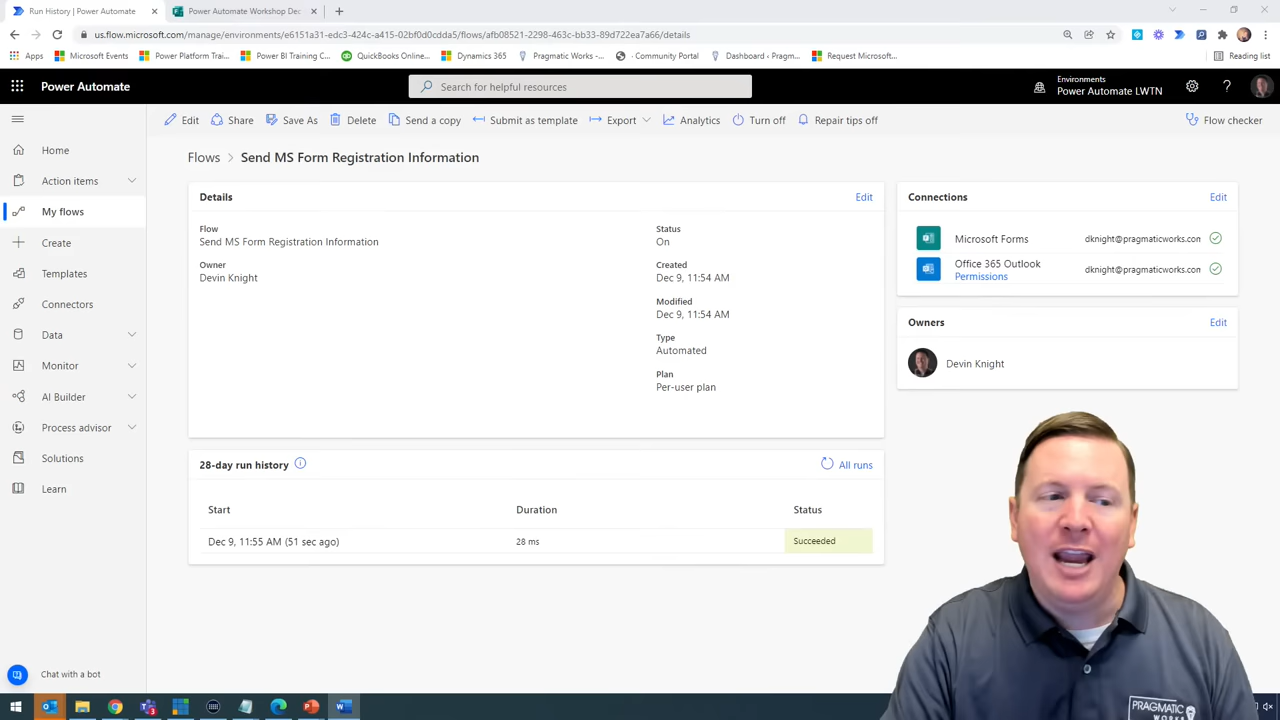 Run History | Power Automate
Power Automate Workshop Dec
us.flow.microsoft.com/manage/environments/e6151a31-edc3-424c-a415-02bf0d0cdda5/flows/afb08521-2298-463c-bb33-89d722ea7a66/details
Apps
Microsoft Events
Power Platform Trai...
Power BI Training C...
QuickBooks Online...
Dynamics 365
Pragmatic Works -...
- Community Portal
Dashboard ‹ Pragm...
Request Microsoft...
Reading list
Power Automate
Search for helpful resources
Environments
Power Automate LWTN
Edit
Share
Save As
Delete
Send a copy
Submit as template
Export
Analytics
Turn off
Repair tips off
Flow checker
Home
Action items
My flows
Create
Templates
Connectors
Data
Monitor
AI Builder
Process advisor
Solutions
Learn
Chat with a bot
Flows > Send MS Form Registration Information
Details
Edit
Flow
Send MS Form Registration Information
Owner
Devin Knight
Status
On
Created
Dec 9, 11:54 AM
Modified
Dec 9, 11:54 AM
Type
Automated
Plan
Per-user plan
Connections
Edit
Microsoft Forms
dknight@pragmaticworks.com
Office 365 Outlook
Permissions
dknight@pragmaticworks.com
Owners
Edit
Devin Knight
28-day run history
All runs
Start
Duration
Status
Dec 9, 11:55 AM (51 sec ago)
28 ms
Succeeded
PRAGMATIC
WORKS